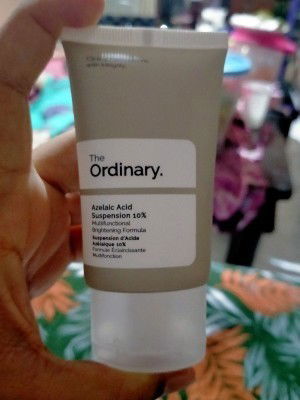 The
Ordinary.
Azelaic Acid
Suspension 10%
Multifunctional
Brightening Formula
Suspension d'Acide
Azélaïque 10%
Formule Éclaircissante
Multifonction